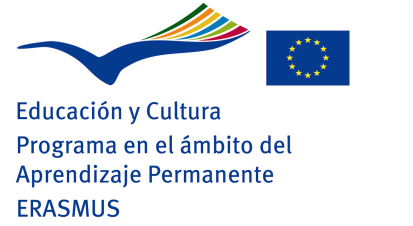 Educación y Cultura
Programa en el ámbito del
Aprendizaje Permanente
ERASMUS